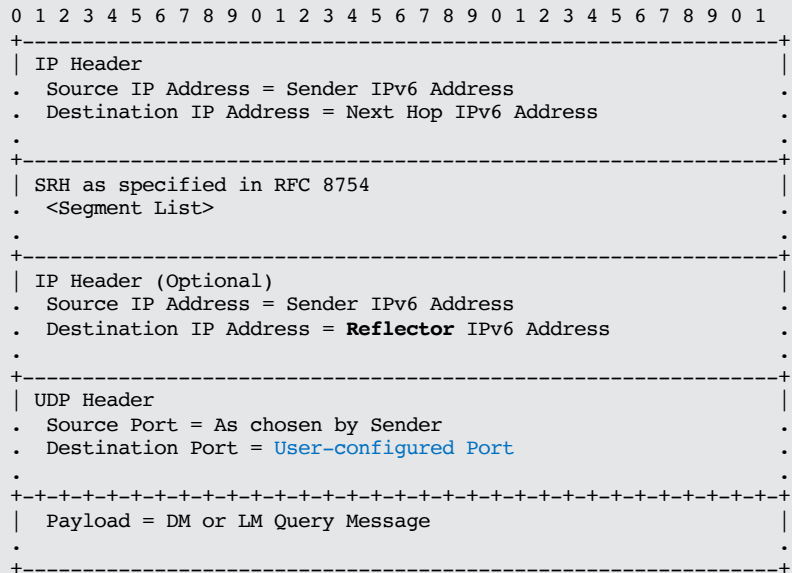 0 1 2 3 4 5 6 7 8 9 0 1 2 3 4 5 6 7 8 9 0 1 2 3 4 5 6 7 8 9 0 1
+---------------------------------------------------------------+
| IP Header                                                     |
.  Source IP Address = Sender IPv6 Address                      .
.  Destination IP Address = Next Hop IPv6 Address               .
.                                                               .
+---------------------------------------------------------------+
| SRH as specified in RFC 8754                                  |
.  <Segment List>                                               .
.                                                               .
+---------------------------------------------------------------+
| IP Header (Optional)                                          |
.  Source IP Address = Sender IPv6 Address                      .
.  Destination IP Address = Reflector IPv6 Address              .
.                                                               .
+---------------------------------------------------------------+
| UDP Header                                                    |
.  Source Port = As chosen by Sender                            .
.  Destination Port = User-configured Port                      .
.                                                               .
+-+-+-+-+-+-+-+-+-+-+-+-+-+-+-+-+-+-+-+-+-+-+-+-+-+-+-+-+-+-+-+-+
|  Payload = DM or LM Query Message                             |
.                                                               .
+---------------------------------------------------------------+